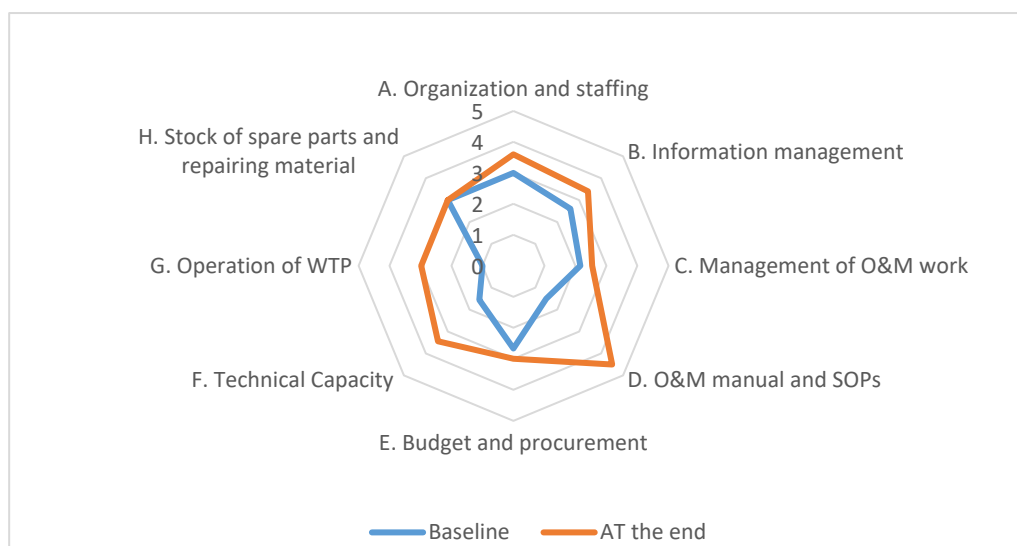 A. Organization and staffing
5
4
3
2
1
0
B. Information management
C. Management of O&M work
D. O&M manual and SOPs
E. Budget and procurement
F. Technical Capacity
G. Operation of WTP
H. Stock of spare parts and
repairing material
Baseline
AT the end